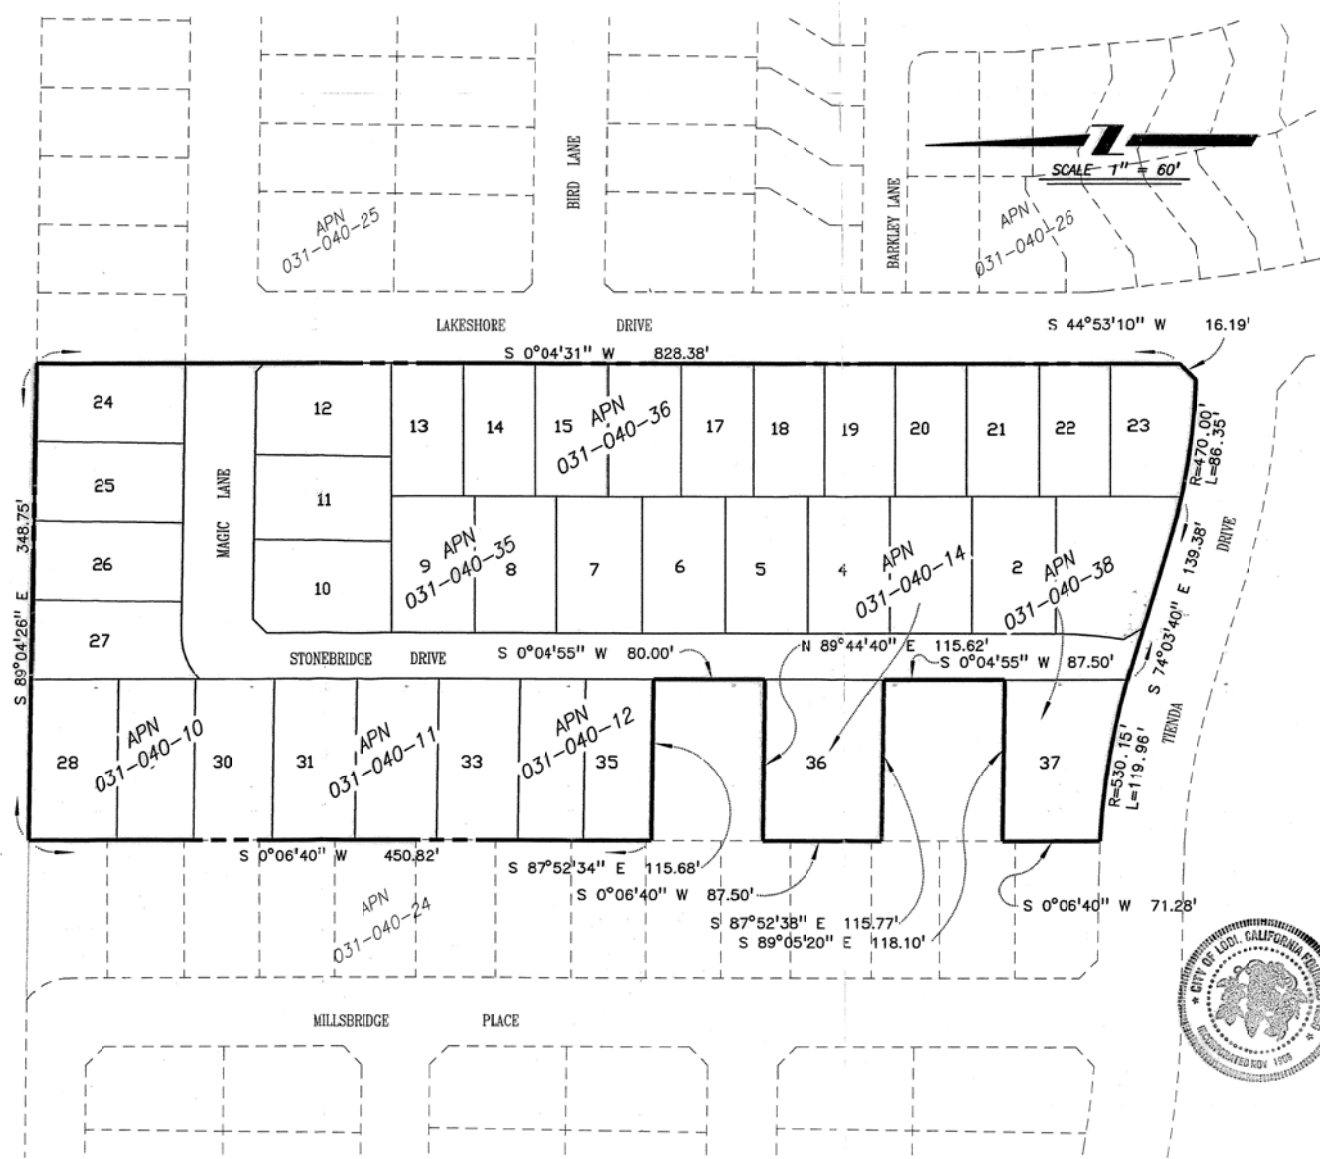 BIRD LANE
BARKLEY LANE
SCALE 1" = 60'
APN
031-040-25
APN
031-040-26
LAKESHORE DRIVE
S 44°53'10" W 16.19'
S 0°04'31" W 828.38'
24
12
13
14
15
APN
031-040-36
17
18
19
20
21
22
23
R=470.00'
L=86.35'
25
11
MAGIC LANE
S 89°04'26" E 348.75'
26
10
9
APN
031-040-35
8
7
6
5
4
APN
031-040-14
2
APN
031-040-38
S 74°03'40" E 139.38'
DRIVE
27
STONEBRIDGE DRIVE
S 0°04'55" W 80.00'
N 89°44'40" E 115.62'
S 0°04'55" W 87.50'
TIENDA
28
APN
031-040-10
30
31
APN
031-040-11
33
APN
031-040-12
35
36
37
R=530.15'
L=119.96'
S 0°06'40" W 450.82'
S 87°52'34" E 115.68'
S 0°06'40" W 87.50'
S 87°52'38" E 115.77'
S 89°05'20" E 118.10'
S 0°06'40" W 71.28'
APN
031-040-24
MILLSBRIDGE PLACE
CITY OF LODI, CALIFORNIA
INCORPORATED NOV 1906